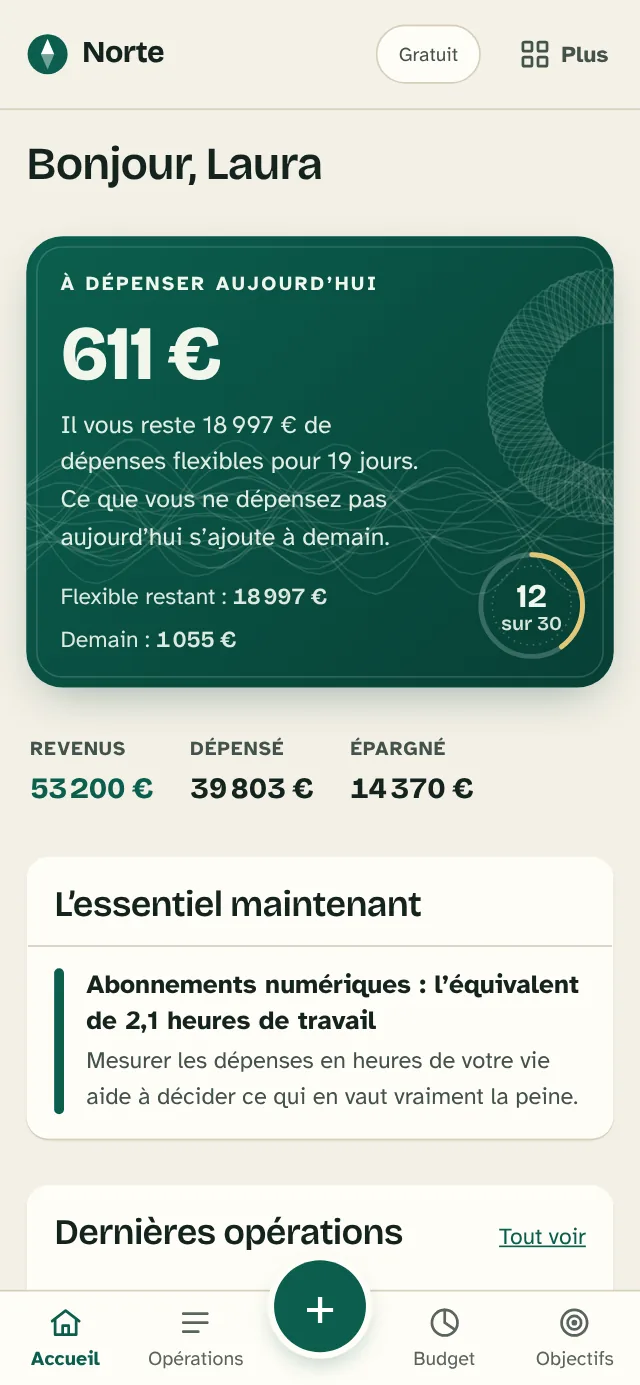 Norte
Gratuit
Plus
Bonjour, Laura
À DÉPENSER AUJOURD’HUI
611 €
Il vous reste 18 997 € de
dépenses flexibles pour 19 jours.
Ce que vous ne dépensez pas
aujourd’hui s’ajoute à demain.
Flexible restant : 18 997 €
Demain : 1 055 €
12
sur 30
REVENUS
DÉPENSÉ
ÉPARGNÉ
53 200 €
39 803 €
14 370 €
L’essentiel maintenant
Abonnements numériques : l’équivalent
de 2,1 heures de travail
Mesurer les dépenses en heures de votre vie
aide à décider ce qui en vaut vraiment la peine.
Dernières opérations
Tout voir
Accueil
Opérations
Budget
Objectifs